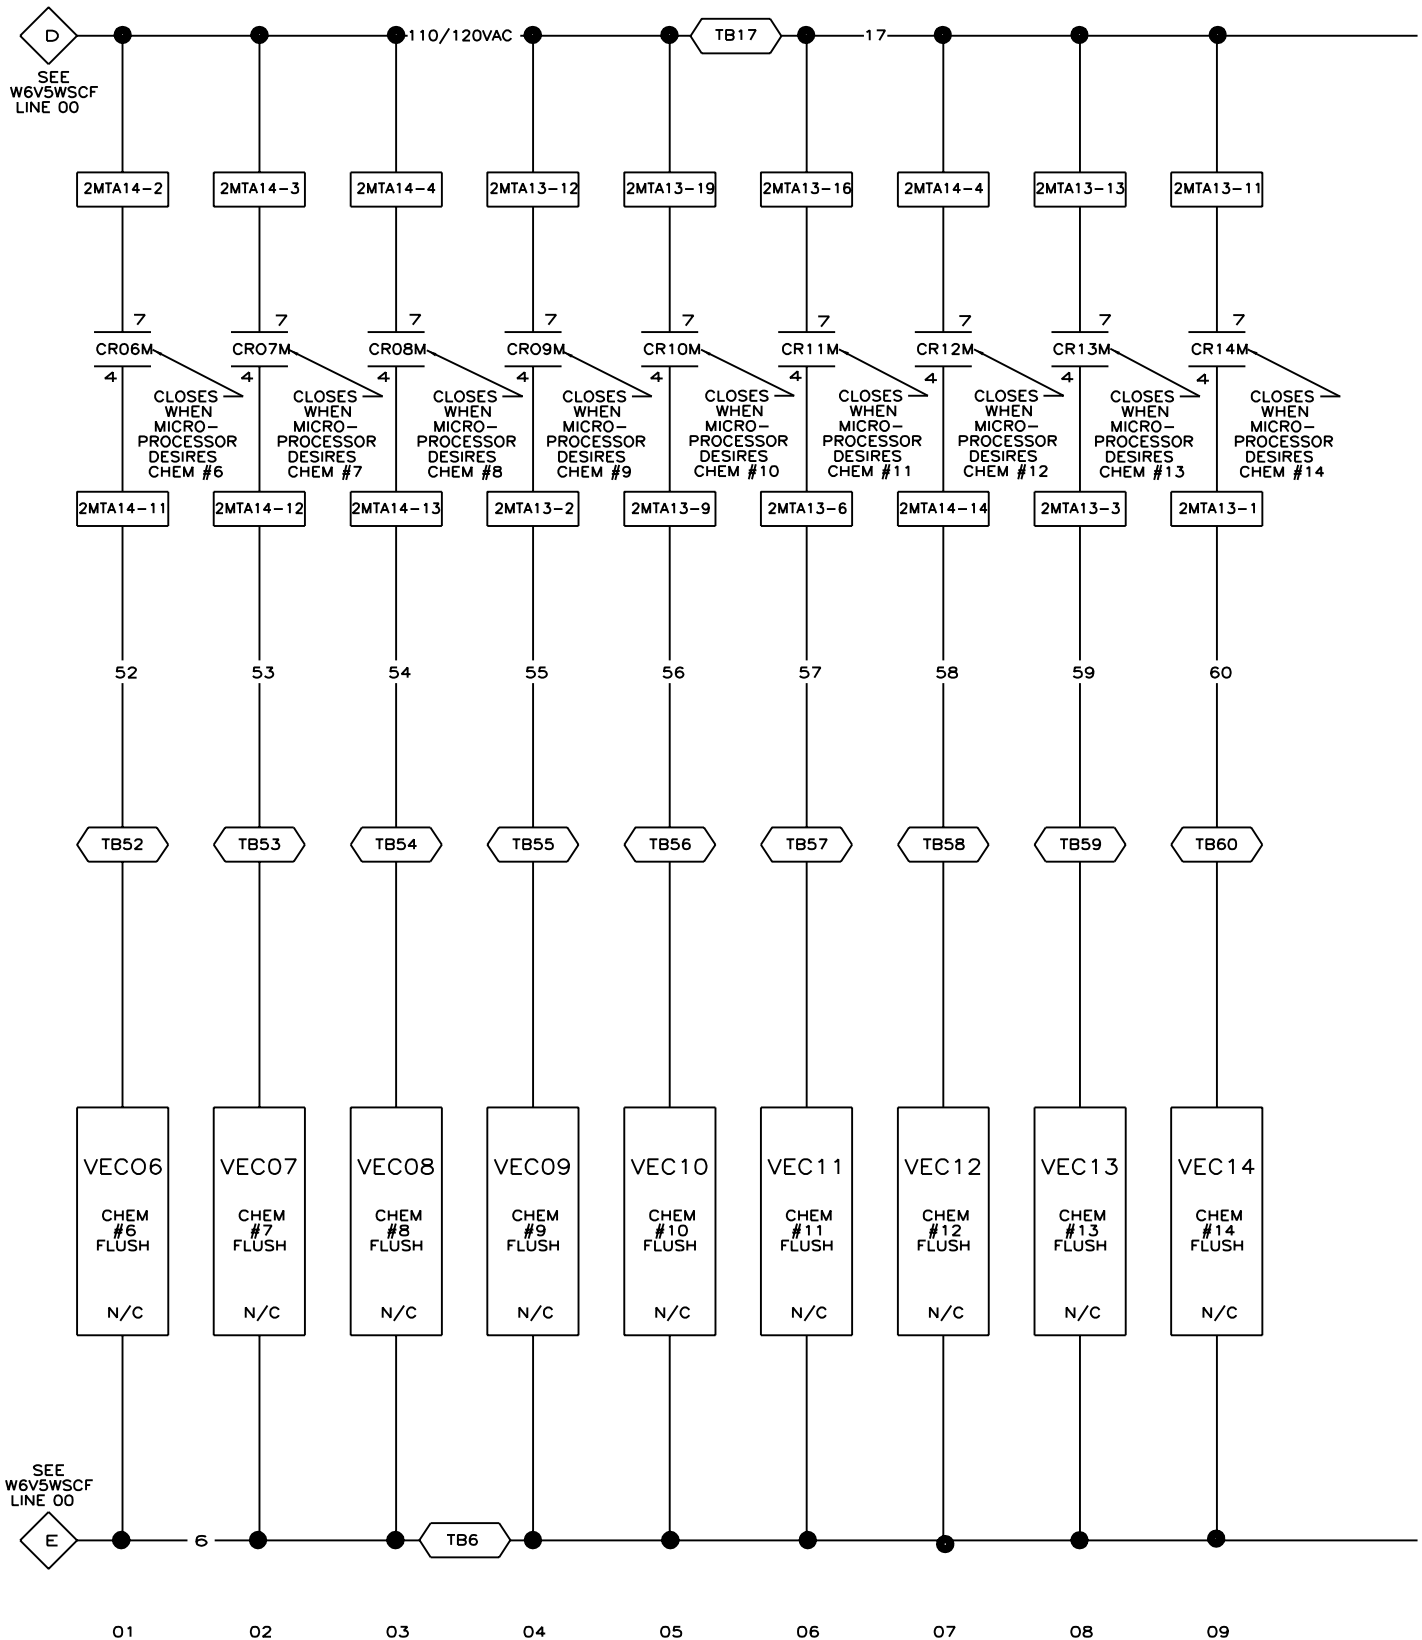 D 110/120VAC TB17 17
SEE
W6V5WSCF
LINE 00
2MTA14-2 2MTA14-3 2MTA14-4 2MTA13-12 2MTA13-19 2MTA13-16 2MTA14-4 2MTA13-13 2MTA13-11
7 7 7 7 7 7 7 7 7
CR06M CR07M CR08M CR09M CR10M CR11M CR12M CR13M CR14M
4 4 4 4 4 4 4 4 4
CLOSES CLOSES CLOSES CLOSES CLOSES CLOSES CLOSES CLOSES CLOSES
WHEN WHEN WHEN WHEN WHEN WHEN WHEN WHEN WHEN
MICRO- MICRO- MICRO- MICRO- MICRO- MICRO- MICRO- MICRO- MICRO-
PROCESSOR PROCESSOR PROCESSOR PROCESSOR PROCESSOR PROCESSOR PROCESSOR PROCESSOR PROCESSOR
DESIRES DESIRES DESIRES DESIRES DESIRES DESIRES DESIRES DESIRES DESIRES
CHEM #6 CHEM #7 CHEM #8 CHEM #9 CHEM #10 CHEM #11 CHEM #12 CHEM #13 CHEM #14
2MTA14-11 2MTA14-12 2MTA14-13 2MTA13-2 2MTA13-9 2MTA13-6 2MTA14-14 2MTA13-3 2MTA13-1
52 53 54 55 56 57 58 59 60
TB52 TB53 TB54 TB55 TB56 TB57 TB58 TB59 TB60
VEC06 VEC07 VEC08 VEC09 VEC10 VEC11 VEC12 VEC13 VEC14
CHEM CHEM CHEM CHEM CHEM CHEM CHEM CHEM CHEM
#6 #7 #8 #9 #10 #11 #12 #13 #14
FLUSH FLUSH FLUSH FLUSH FLUSH FLUSH FLUSH FLUSH FLUSH
N/C N/C N/C N/C N/C N/C N/C N/C N/C
SEE
W6V5WSCF
LINE 00
E 6 TB6
01 02 03 04 05 06 07 08 09